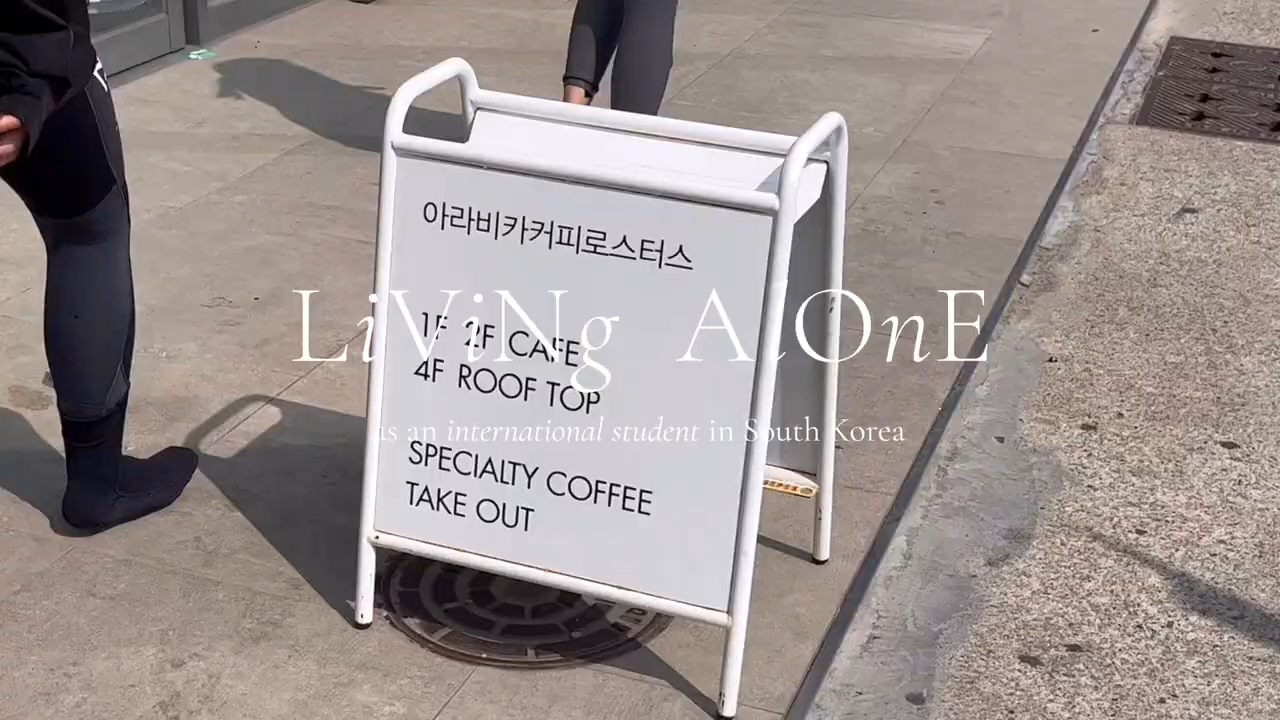 아라비카커피로스터스
1F 2F CAFE
4F ROOF TOP
SPECIALTY COFFEE
TAKE OUT
LiViNg AlOnE
as an international student in South Korea